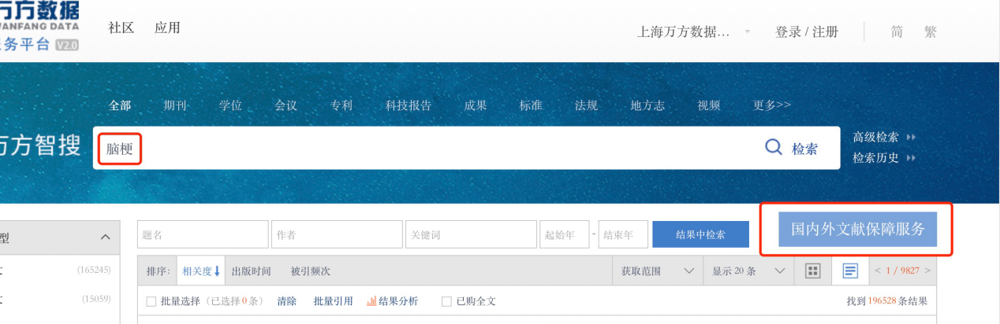 万方数据
WANFANG DATA
服务平台 V2.0
社区 应用
上海万方数据... 登录 / 注册 简 繁
全部 期刊 学位 会议 专利 科技报告 成果 标准 法规 地方志 视频 更多>>
万方智搜 脑梗 检索
高级检索
检索历史
型
题名 作者 关键词 起始年 - 结束年 结果中检索 国内外文献保障服务
(165245) 排序: 相关度 出版时间 被引频次 获取范围 显示 20 条 < 1 / 9827 >
(15059) 批量选择 (已选择 0 条) 清除 批量引用 结果分析 已购全文 找到 196528 条结果